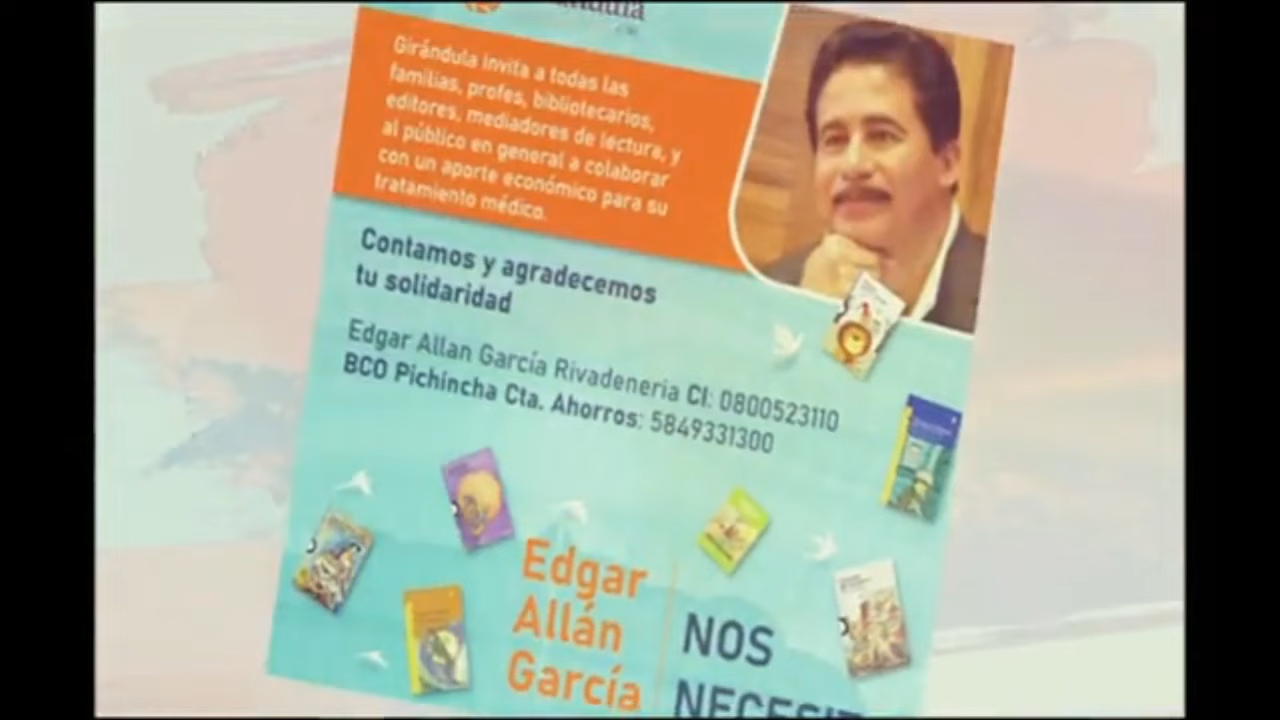 Girándula invita a todas las
familias, profes, bibliotecarios,
editores, mediadores de lectura, y
al público en general a colaborar
con un aporte económico para su
tratamiento médico.
Contamos y agradecemos
tu solidaridad
Edgar Allan García Rivadeneria CI: 0800523110
BCO Pichincha Cta. Ahorros: 5849331300
Edgar
Allán
García
NOS